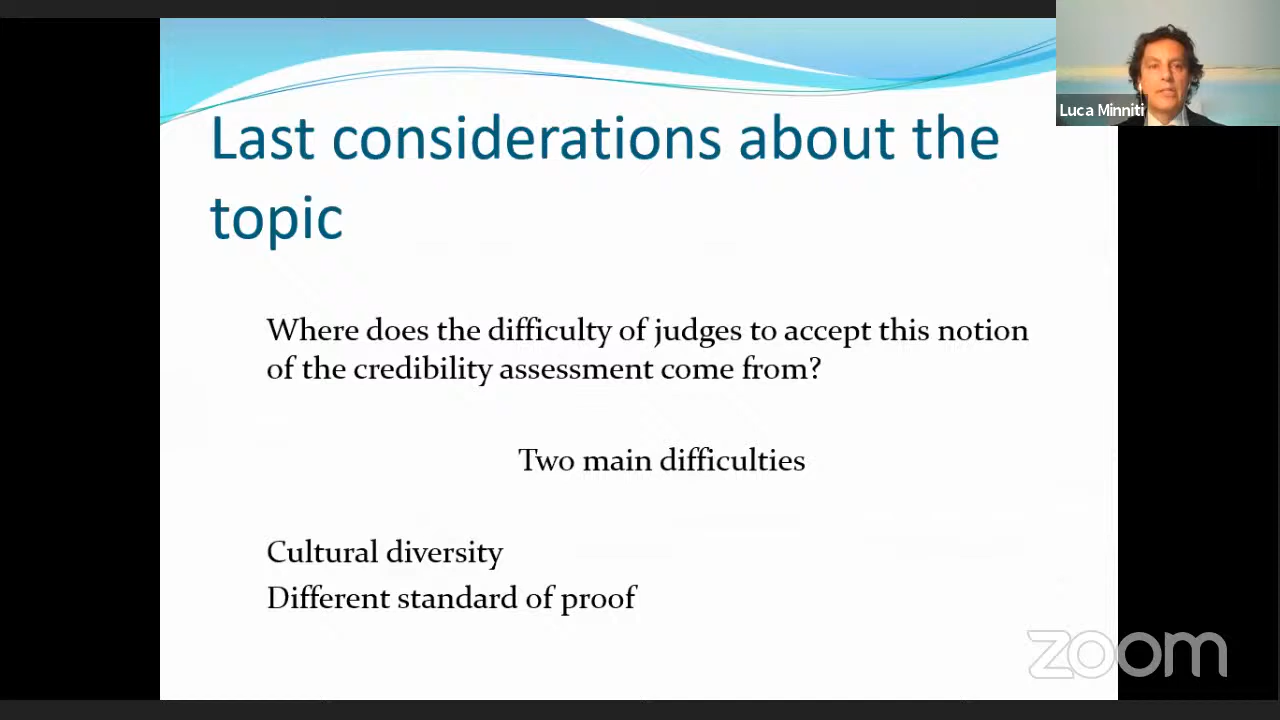 Luca Minniti
Last considerations about the
topic
Where does the difficulty of judges to accept this notion
of the credibility assessment come from?
Two main difficulties
Cultural diversity
Different standard of proof
zoom